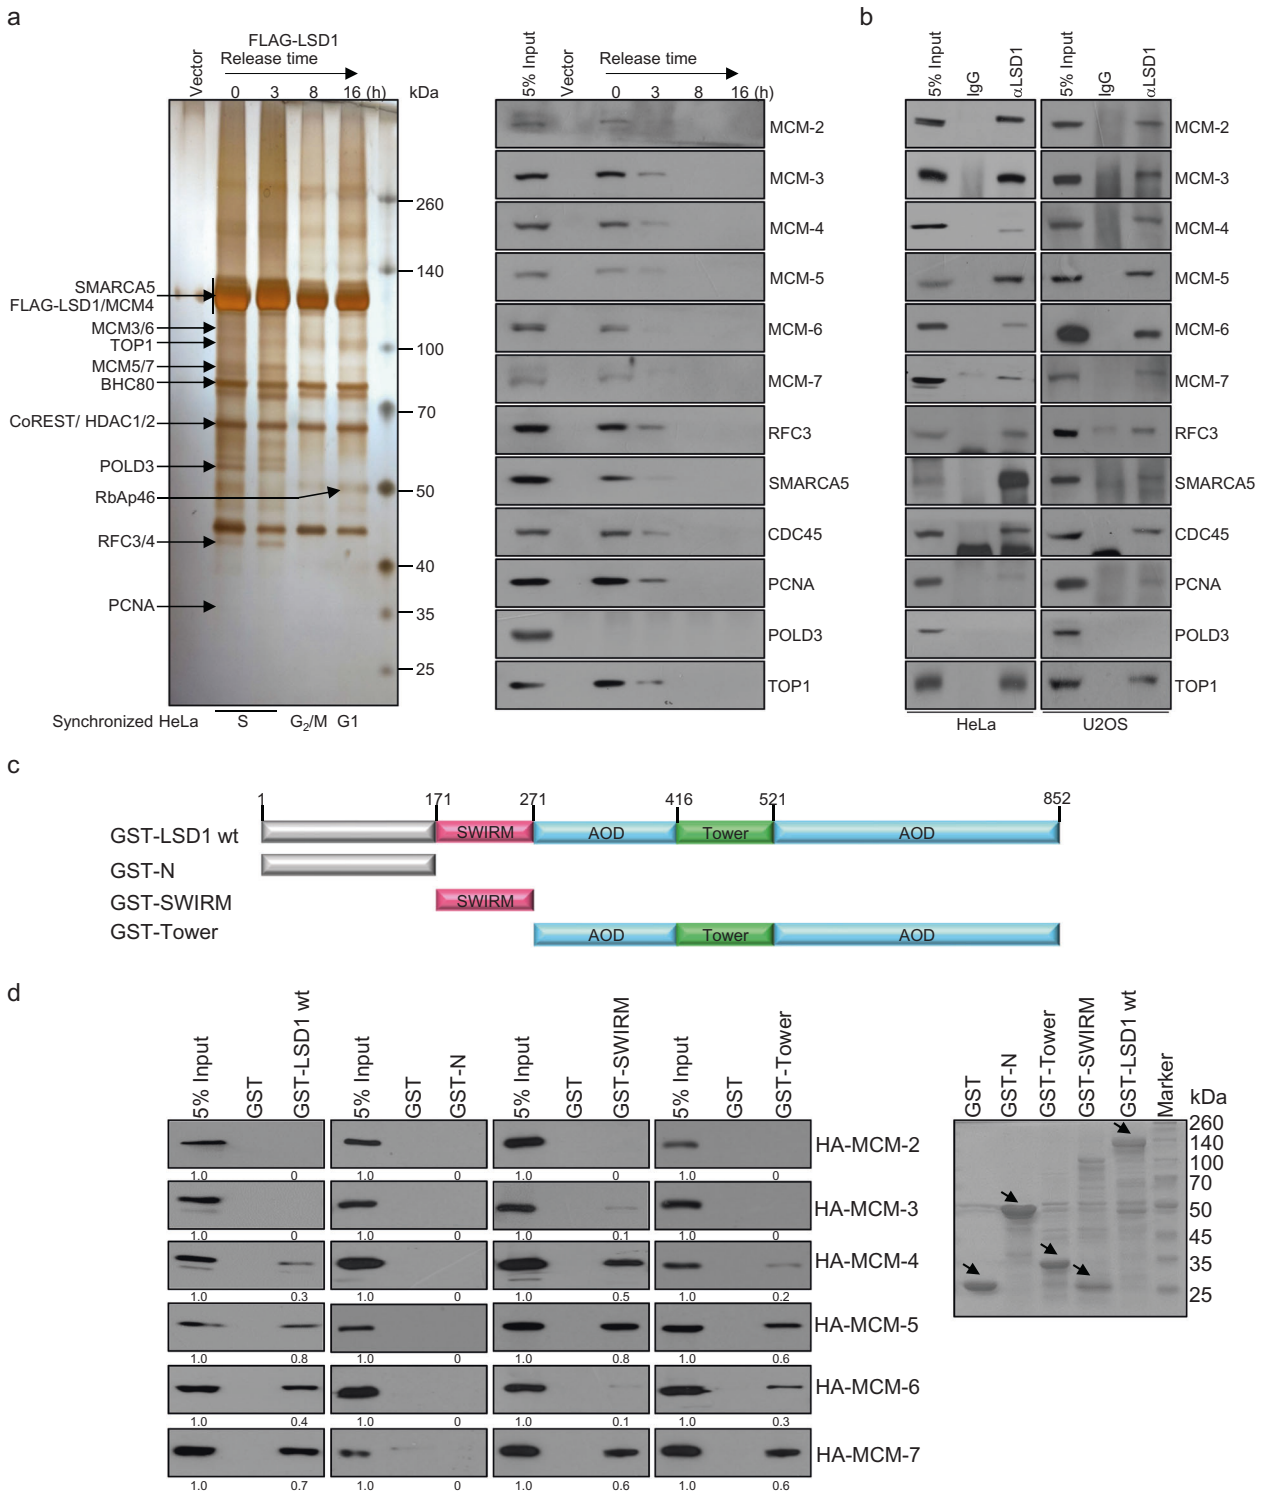 a
FLAG-LSD1
Release time
Vector
0 3 8 16 (h) kDa
260
140
100
70
50
40
35
25
SMARCA5
FLAG-LSD1/MCM4
MCM3/6
TOP1
MCM5/7
BHC80
CoREST/ HDAC1/2
POLD3
RbAp46
RFC3/4
PCNA
Synchronized HeLa S G2/M G1
5% Input
Vector
Release time
0 3 8 16 (h)
MCM-2
MCM-3
MCM-4
MCM-5
MCM-6
MCM-7
RFC3
SMARCA5
CDC45
PCNA
POLD3
TOP1
b
5% Input IgG αLSD1 5% Input IgG αLSD1
MCM-2
MCM-3
MCM-4
MCM-5
MCM-6
MCM-7
RFC3
SMARCA5
CDC45
PCNA
POLD3
TOP1
HeLa U2OS
c
1 171 271 416 521 852
GST-LSD1 wt SWIRM AOD Tower AOD
GST-N
GST-SWIRM SWIRM
GST-Tower AOD Tower AOD
d
5% Input GST GST-LSD1 wt 5% Input GST GST-N 5% Input GST GST-SWIRM 5% Input GST GST-Tower
HA-MCM-2
1.0 0 1.0 0 1.0 0 1.0 0
HA-MCM-3
1.0 0 1.0 0 1.0 0.1 1.0 0
HA-MCM-4
1.0 0.3 1.0 0 1.0 0.5 1.0 0.2
HA-MCM-5
1.0 0.8 1.0 0 1.0 0.8 1.0 0.6
HA-MCM-6
1.0 0.4 1.0 0 1.0 0.1 1.0 0.3
HA-MCM-7
1.0 0.7 1.0 0 1.0 0.6 1.0 0.6
GST GST-N GST-Tower GST-SWIRM GST-LSD1 wt Marker kDa
260
140
100
70
50
45
35
25